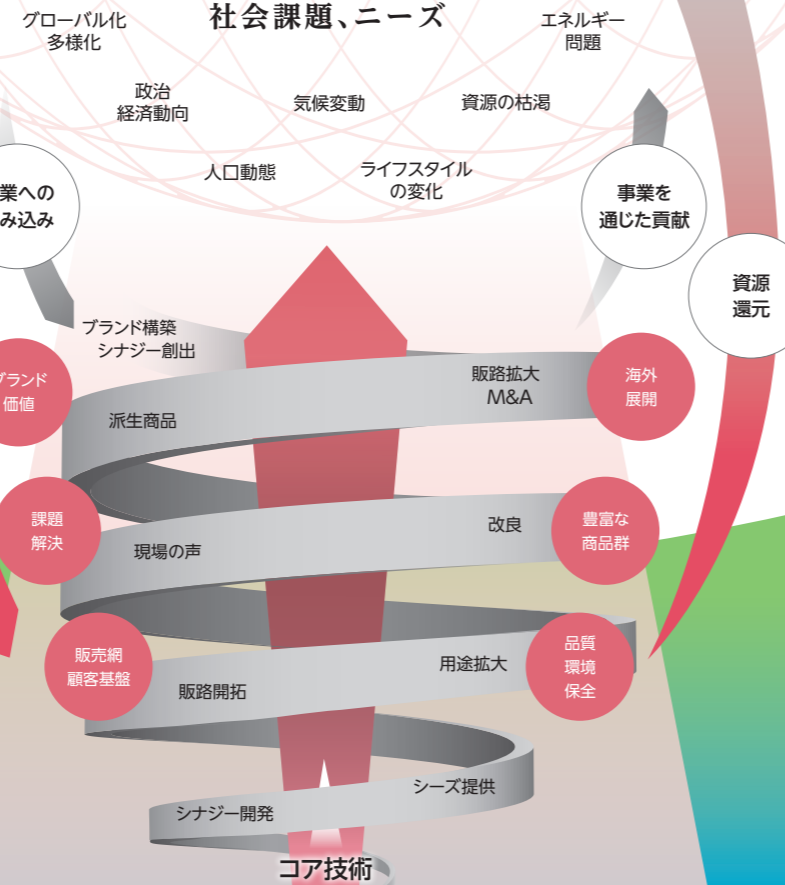 社会課題、ニーズ
グローバル化
多様化
エネルギー
問題
政治
経済動向
気候変動
資源の枯渇
人口動態
ライフスタイル
の変化
業への
み込み
事業を
通じた貢献
資源
還元
ブランド構築
シナジー創出
販路拡大
M&A
海外
展開
ブランド
価値
派生商品
課題
解決
現場の声
改良
豊富な
商品群
販売網
顧客基盤
販路開拓
用途拡大
品質
環境
保全
シナジー開発
シーズ提供
コア技術